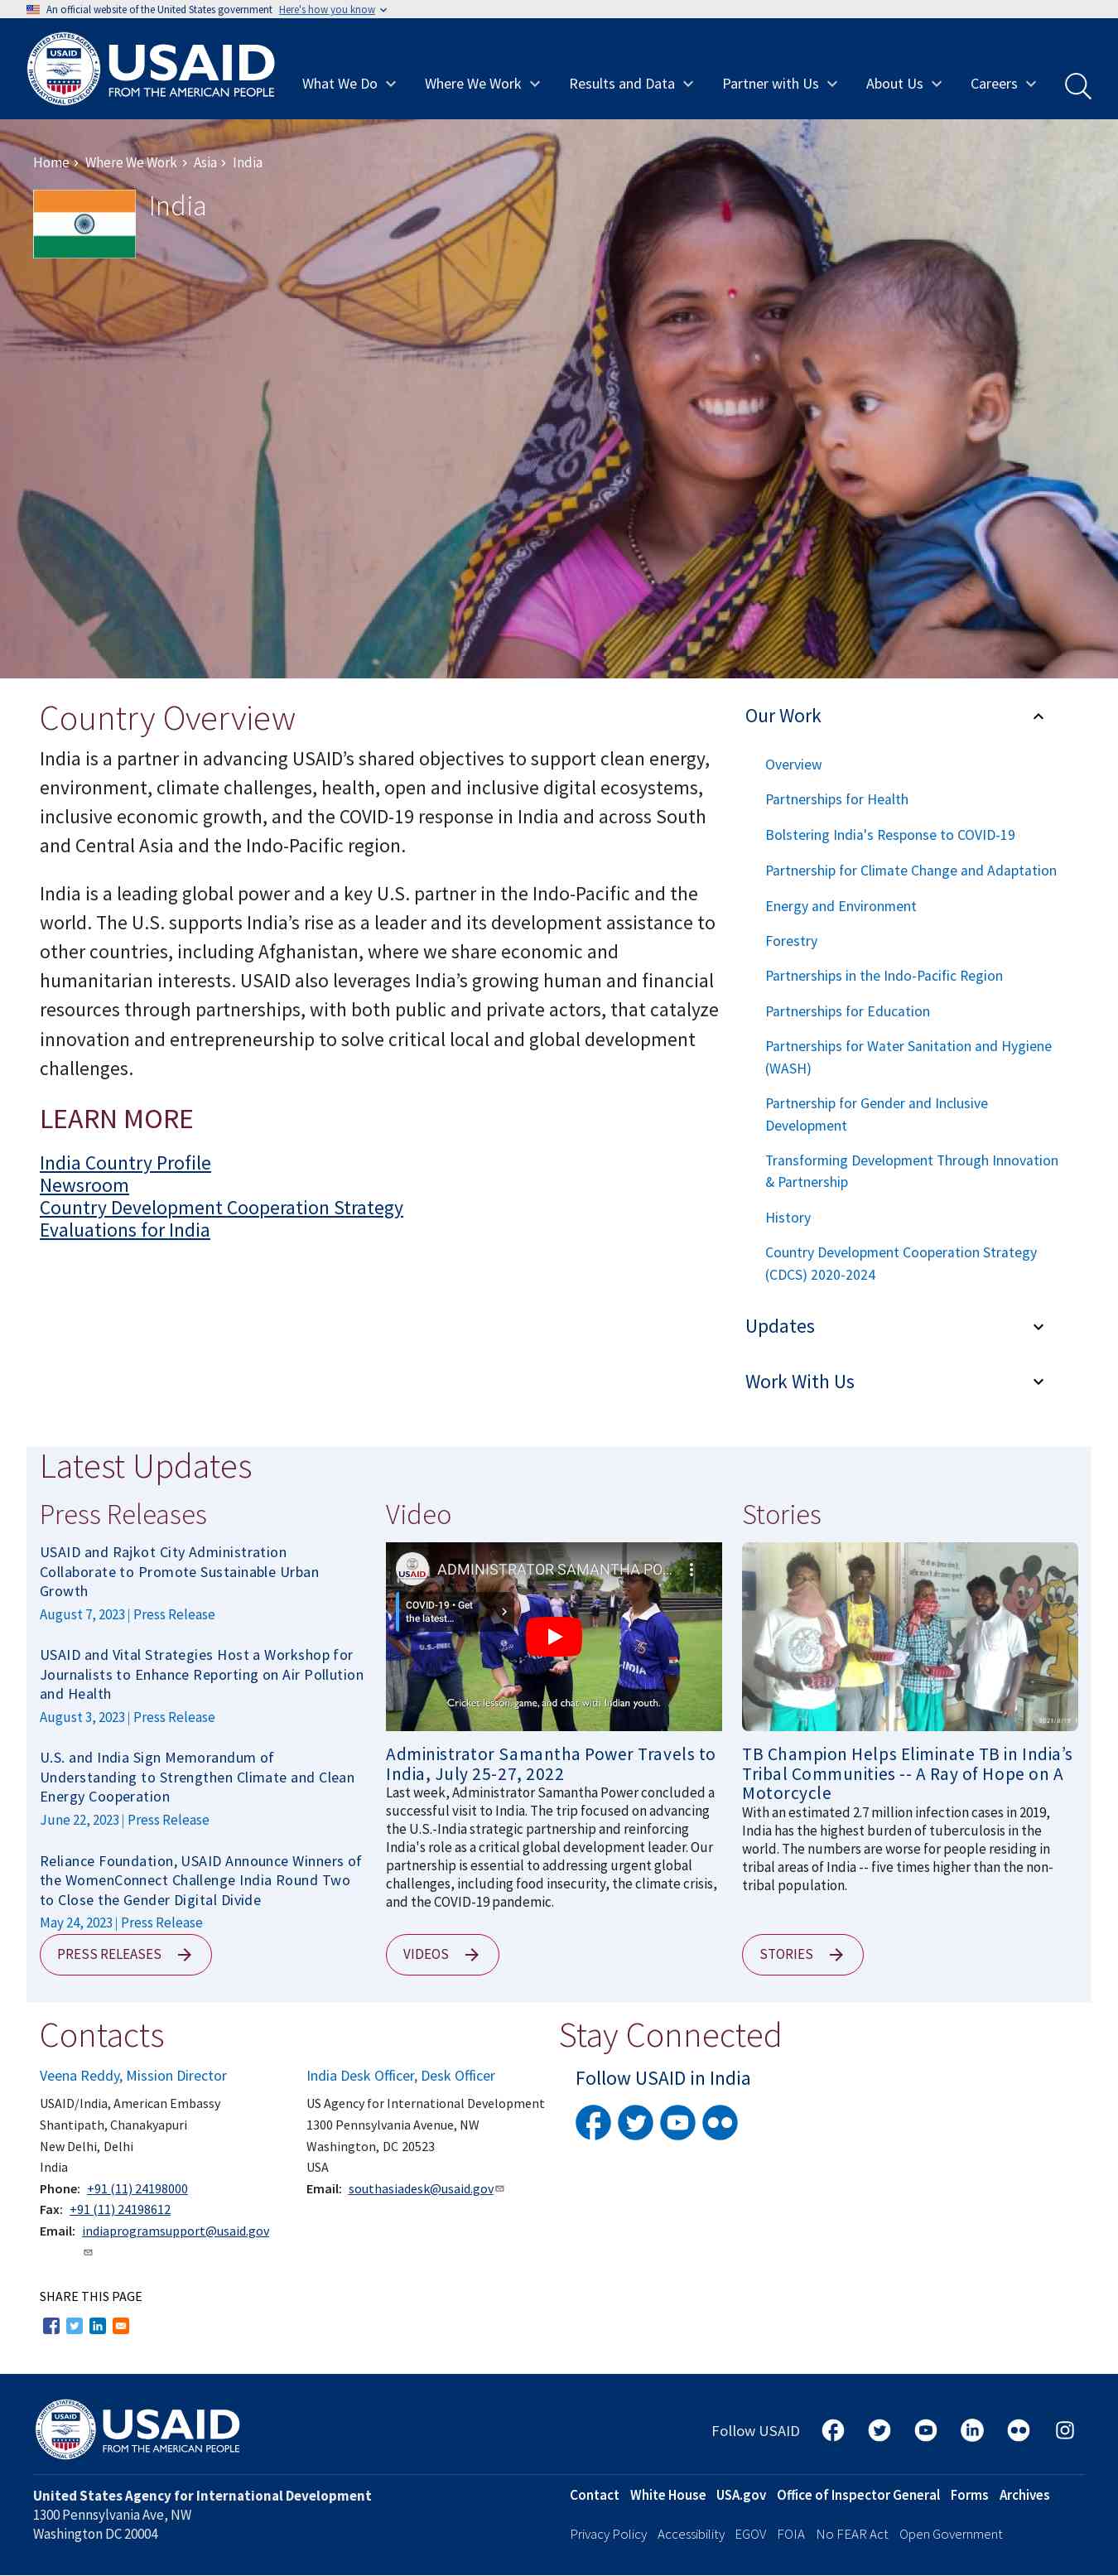 An official website of the United States government Here's how you know
USAID
FROM THE AMERICAN PEOPLE
What We Do
Where We Work
Results and Data
Partner with Us
About Us
Careers
Home › Where We Work › Asia › India
India
Country Overview
India is a partner in advancing USAID’s shared objectives to support clean energy,
environment, climate challenges, health, open and inclusive digital ecosystems,
inclusive economic growth, and the COVID-19 response in India and across South
and Central Asia and the Indo-Pacific region.
India is a leading global power and a key U.S. partner in the Indo-Pacific and the
world. The U.S. supports India’s rise as a leader and its development assistance to
other countries, including Afghanistan, where we share economic and
humanitarian interests. USAID also leverages India’s growing human and financial
resources through partnerships, with both public and private actors, that catalyze
innovation and entrepreneurship to solve critical local and global development
challenges.
LEARN MORE
India Country Profile
Newsroom
Country Development Cooperation Strategy
Evaluations for India
Our Work
Overview
Partnerships for Health
Bolstering India's Response to COVID-19
Partnership for Climate Change and Adaptation
Energy and Environment
Forestry
Partnerships in the Indo-Pacific Region
Partnerships for Education
Partnerships for Water Sanitation and Hygiene
(WASH)
Partnership for Gender and Inclusive
Development
Transforming Development Through Innovation
& Partnership
History
Country Development Cooperation Strategy
(CDCS) 2020-2024
Updates
Work With Us
Latest Updates
Press Releases
USAID and Rajkot City Administration
Collaborate to Promote Sustainable Urban
Growth
August 7, 2023 | Press Release
USAID and Vital Strategies Host a Workshop for
Journalists to Enhance Reporting on Air Pollution
and Health
August 3, 2023 | Press Release
U.S. and India Sign Memorandum of
Understanding to Strengthen Climate and Clean
Energy Cooperation
June 22, 2023 | Press Release
Reliance Foundation, USAID Announce Winners of
the WomenConnect Challenge India Round Two
to Close the Gender Digital Divide
May 24, 2023 | Press Release
PRESS RELEASES
Video
USAID
ADMINISTRATOR SAMANTHA PO...
COVID-19 • Get
the latest...
Cricket lesson, game, and chat with Indian youth.
Administrator Samantha Power Travels to
India, July 25-27, 2022
Last week, Administrator Samantha Power concluded a
successful visit to India. The trip focused on advancing
the U.S.-India strategic partnership and reinforcing
India's role as a critical global development leader. Our
partnership is essential to addressing urgent global
challenges, including food insecurity, the climate crisis,
and the COVID-19 pandemic.
VIDEOS
Stories
TB Champion Helps Eliminate TB in India’s
Tribal Communities -- A Ray of Hope on A
Motorcycle
With an estimated 2.7 million infection cases in 2019,
India has the highest burden of tuberculosis in the
world. The numbers are worse for people residing in
tribal areas of India -- five times higher than the non-
tribal population.
STORIES
Contacts
Veena Reddy, Mission Director
USAID/India, American Embassy
Shantipath, Chanakyapuri
New Delhi, Delhi
India
Phone: +91 (11) 24198000
Fax: +91 (11) 24198612
Email: indiaprogramsupport@usaid.gov
India Desk Officer, Desk Officer
US Agency for International Development
1300 Pennsylvania Avenue, NW
Washington, DC 20523
USA
Email: southasiadesk@usaid.gov
Stay Connected
Follow USAID in India
SHARE THIS PAGE
USAID
FROM THE AMERICAN PEOPLE
Follow USAID
United States Agency for International Development
1300 Pennsylvania Ave, NW
Washington DC 20004
Contact White House USA.gov Office of Inspector General Forms Archives
Privacy Policy Accessibility EGOV FOIA No FEAR Act Open Government